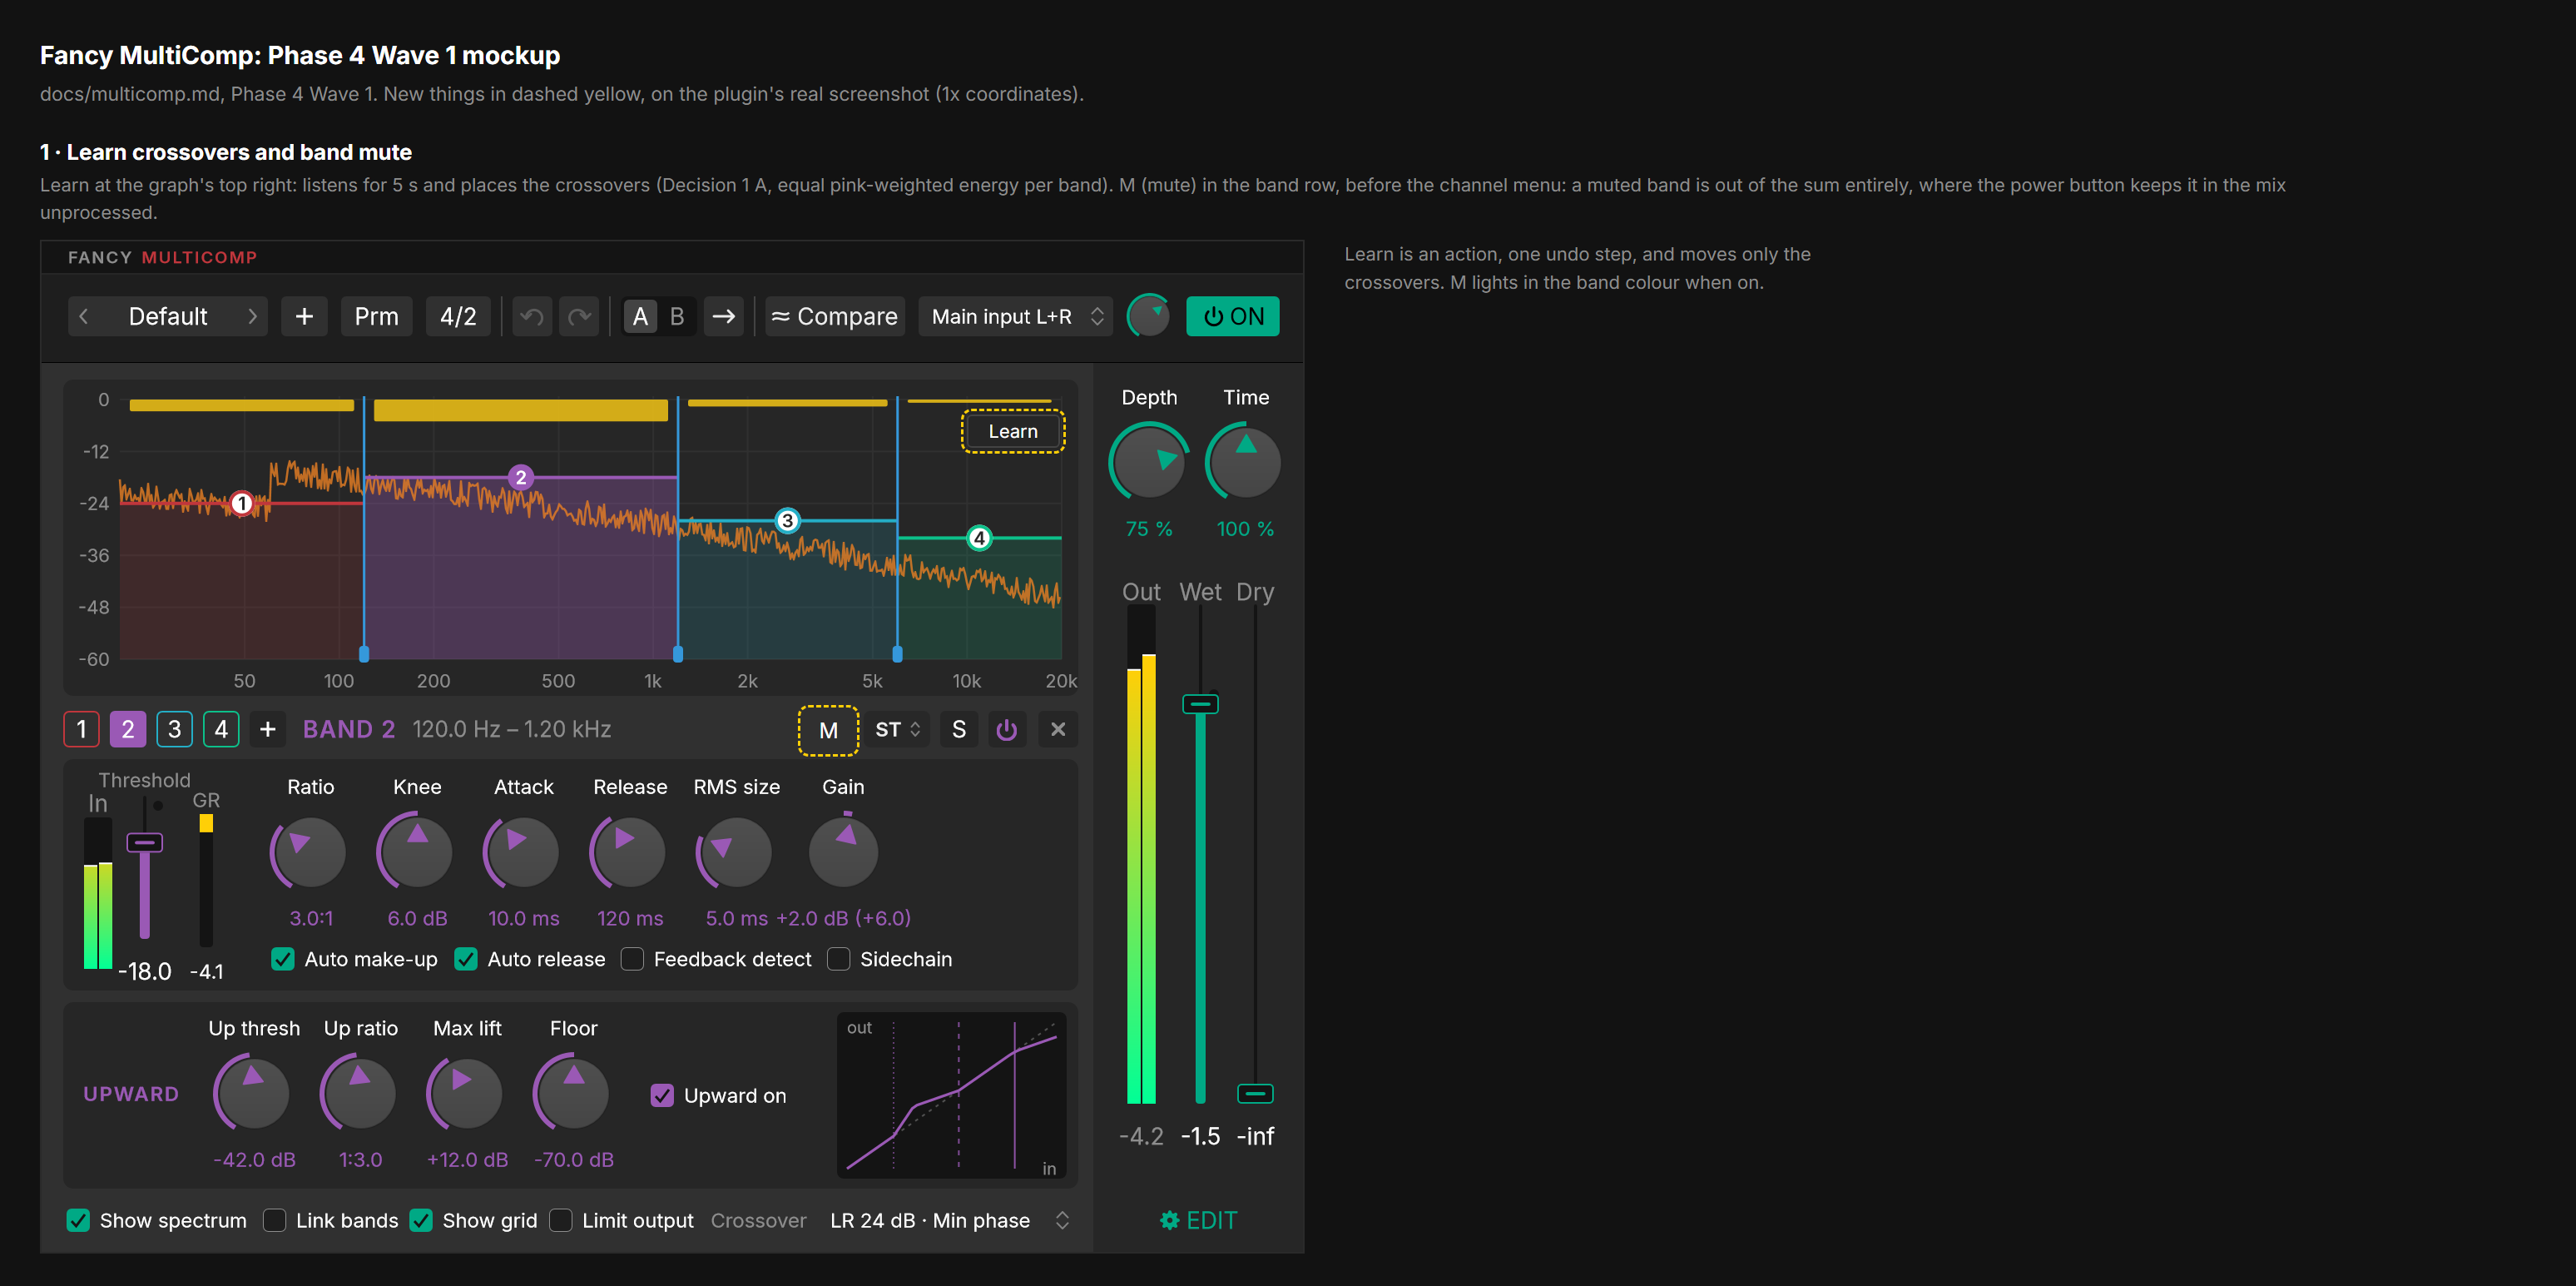 Fancy MultiComp: Phase 4 Wave 1 mockup
docs/multicomp.md, Phase 4 Wave 1. New things in dashed yellow, on the plugin's real screenshot (1x coordinates).
1 · Learn crossovers and band mute
Learn at the graph's top right: listens for 5 s and places the crossovers (Decision 1 A, equal pink-weighted energy per band). M (mute) in the band row, before the channel menu: a muted band is out of the sum entirely, where the power button keeps it in the mix
unprocessed.
FANCY MULTICOMP
Learn is an action, one undo step, and moves only the
crossovers. M lights in the band colour when on.
Default + Prm 4/2 A B → ≈ Compare Main input L+R ON
Depth Time
0
Learn
-12
2
-24
1
3
75 % 100 %
4
-36
-48
-60
50 100 200 500 1k 2k 5k 10k 20k
Out Wet Dry
1 2 3 4 + BAND 2 120.0 Hz – 1.20 kHz M ST S ×
Threshold
In GR
Ratio Knee Attack Release RMS size Gain
3.0:1 6.0 dB 10.0 ms 120 ms 5.0 ms +2.0 dB (+6.0)
Auto make-up Auto release Feedback detect Sidechain
-18.0 -4.1
Up thresh Up ratio Max lift Floor
out
UPWARD
Upward on
in
-42.0 dB 1:3.0 +12.0 dB -70.0 dB
-4.2 -1.5 -inf
Show spectrum Link bands Show grid Limit output Crossover LR 24 dB · Min phase
EDIT